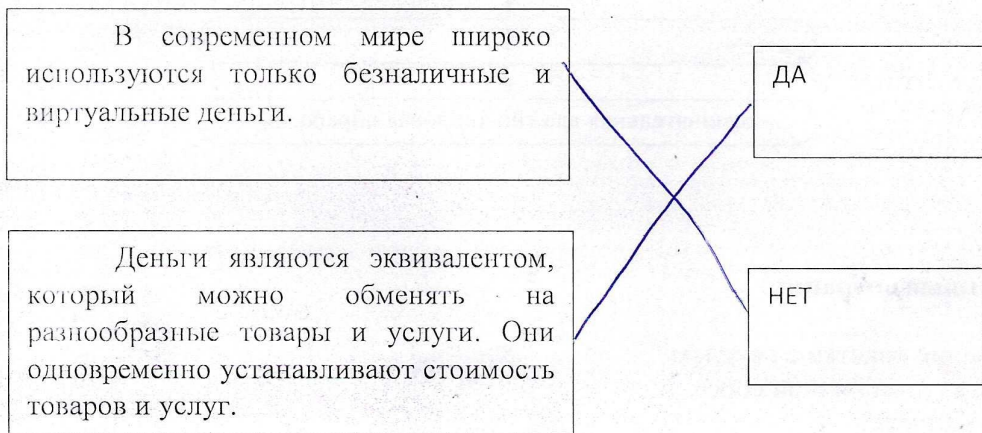 В современном мире широко
используются только безналичные и
виртуальные деньги.
ДА
Деньги являются эквивалентом,
который можно обменять на
разнообразные товары и услуги. Они
одновременно устанавливают стоимость
товаров и услуг.
НЕТ